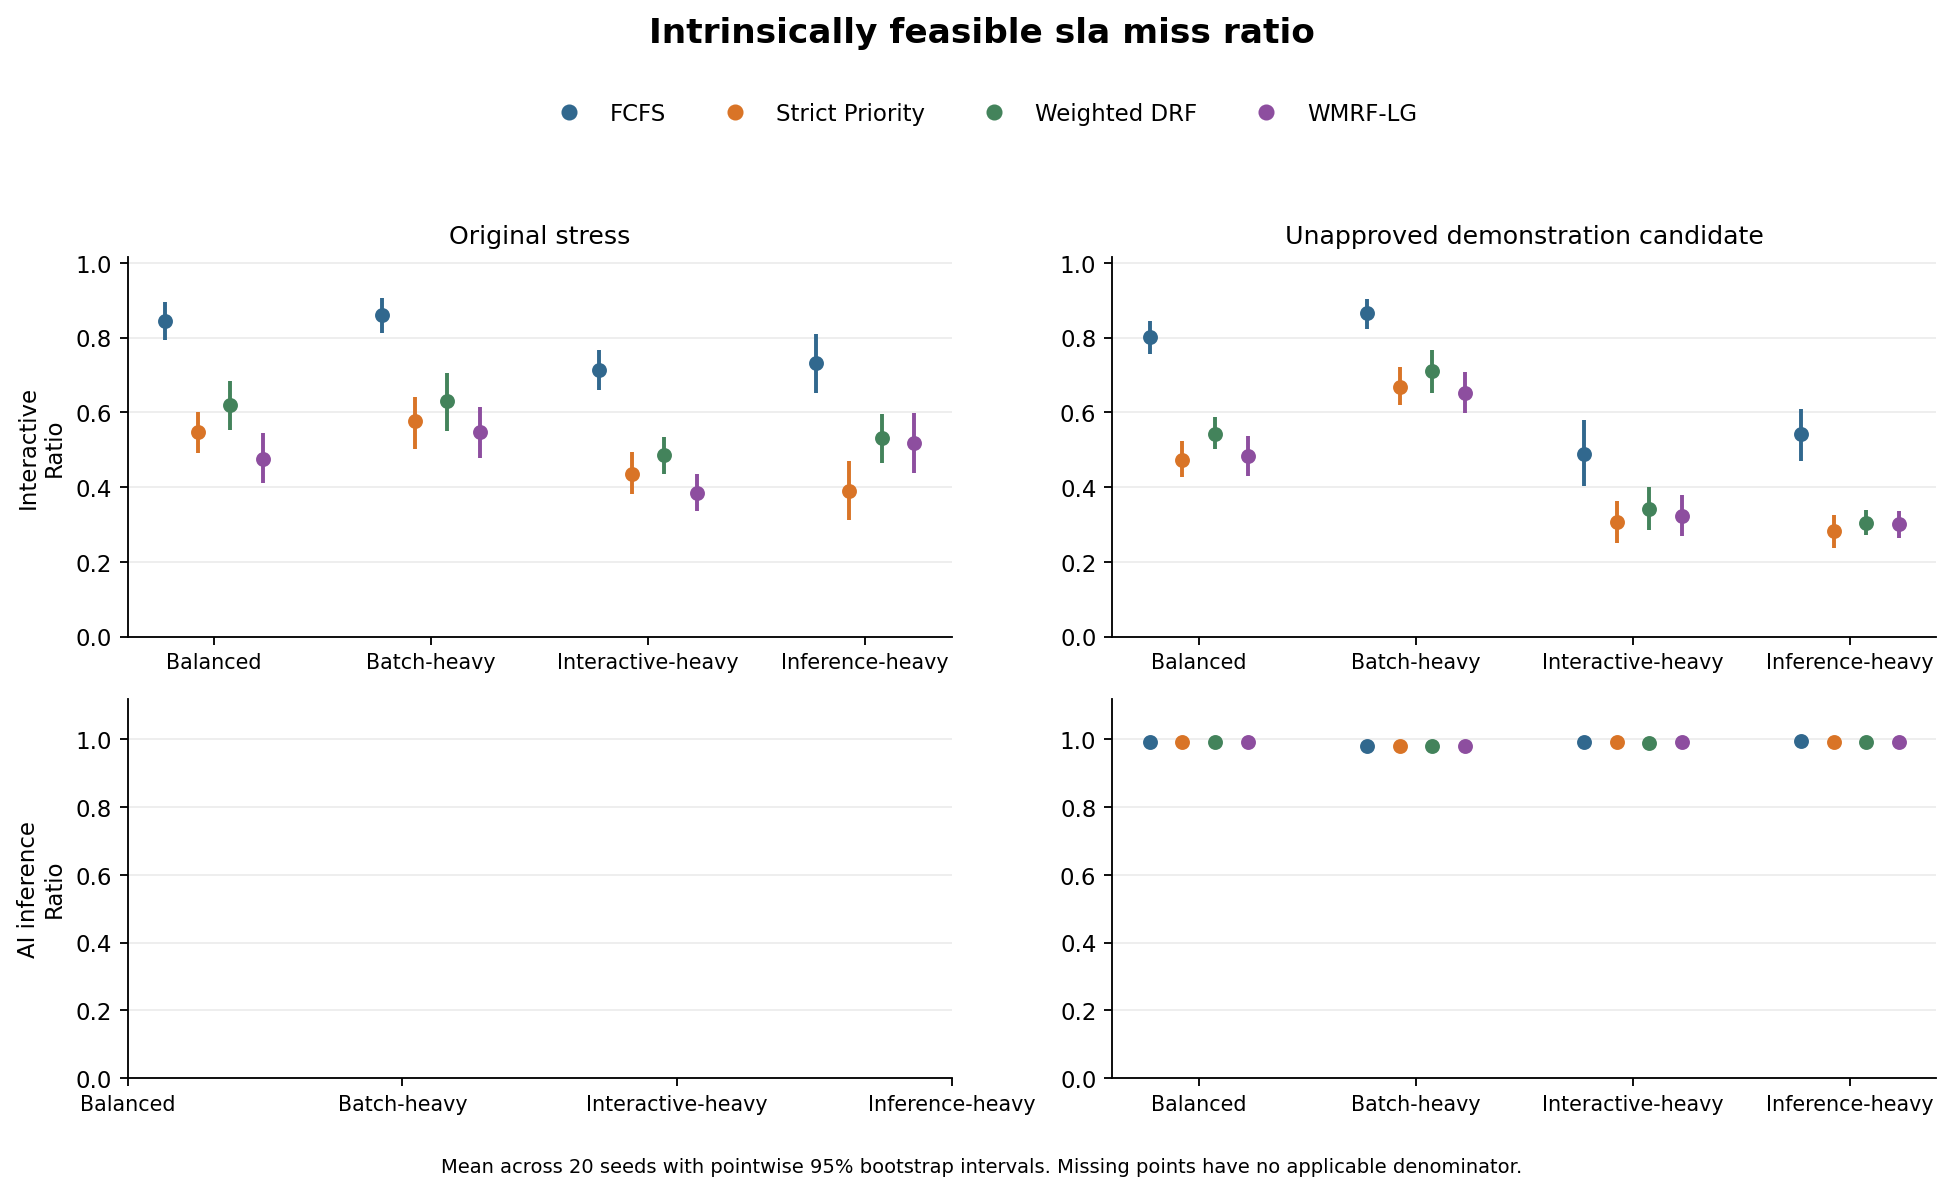 Intrinsically feasible sla miss ratio
FCFS Strict Priority Weighted DRF WMRF-LG
Original stress
1.0
0.8
0.6
0.4
0.2
0.0
Interactive
Ratio
Balanced Batch-heavy Interactive-heavy Inference-heavy
Unapproved demonstration candidate
1.0
0.8
0.6
0.4
0.2
0.0
Balanced Batch-heavy Interactive-heavy Inference-heavy
1.0
0.8
0.6
0.4
0.2
0.0
AI inference
Ratio
Balanced Batch-heavy Interactive-heavy Inference-heavy
1.0
0.8
0.6
0.4
0.2
0.0
Balanced Batch-heavy Interactive-heavy Inference-heavy
Mean across 20 seeds with pointwise 95% bootstrap intervals. Missing points have no applicable denominator.